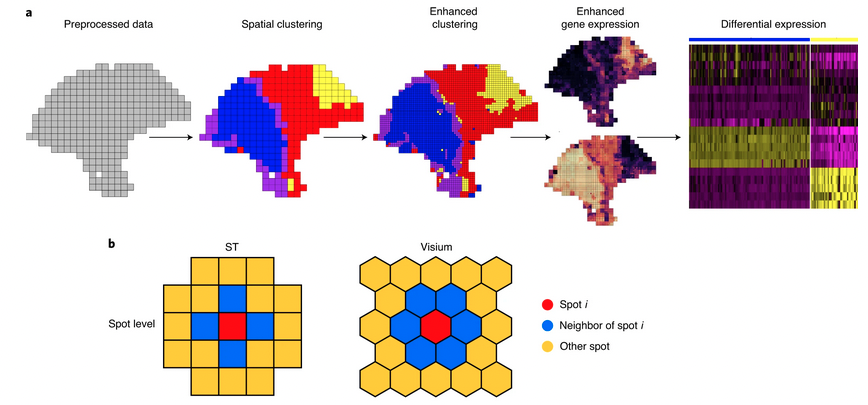 a
Preprocessed data
Spatial clustering
Enhanced
clustering
Enhanced
gene expression
Differential expression
b
ST
Visium
Spot level
Spot i
Neighbor of spot i
Other spot